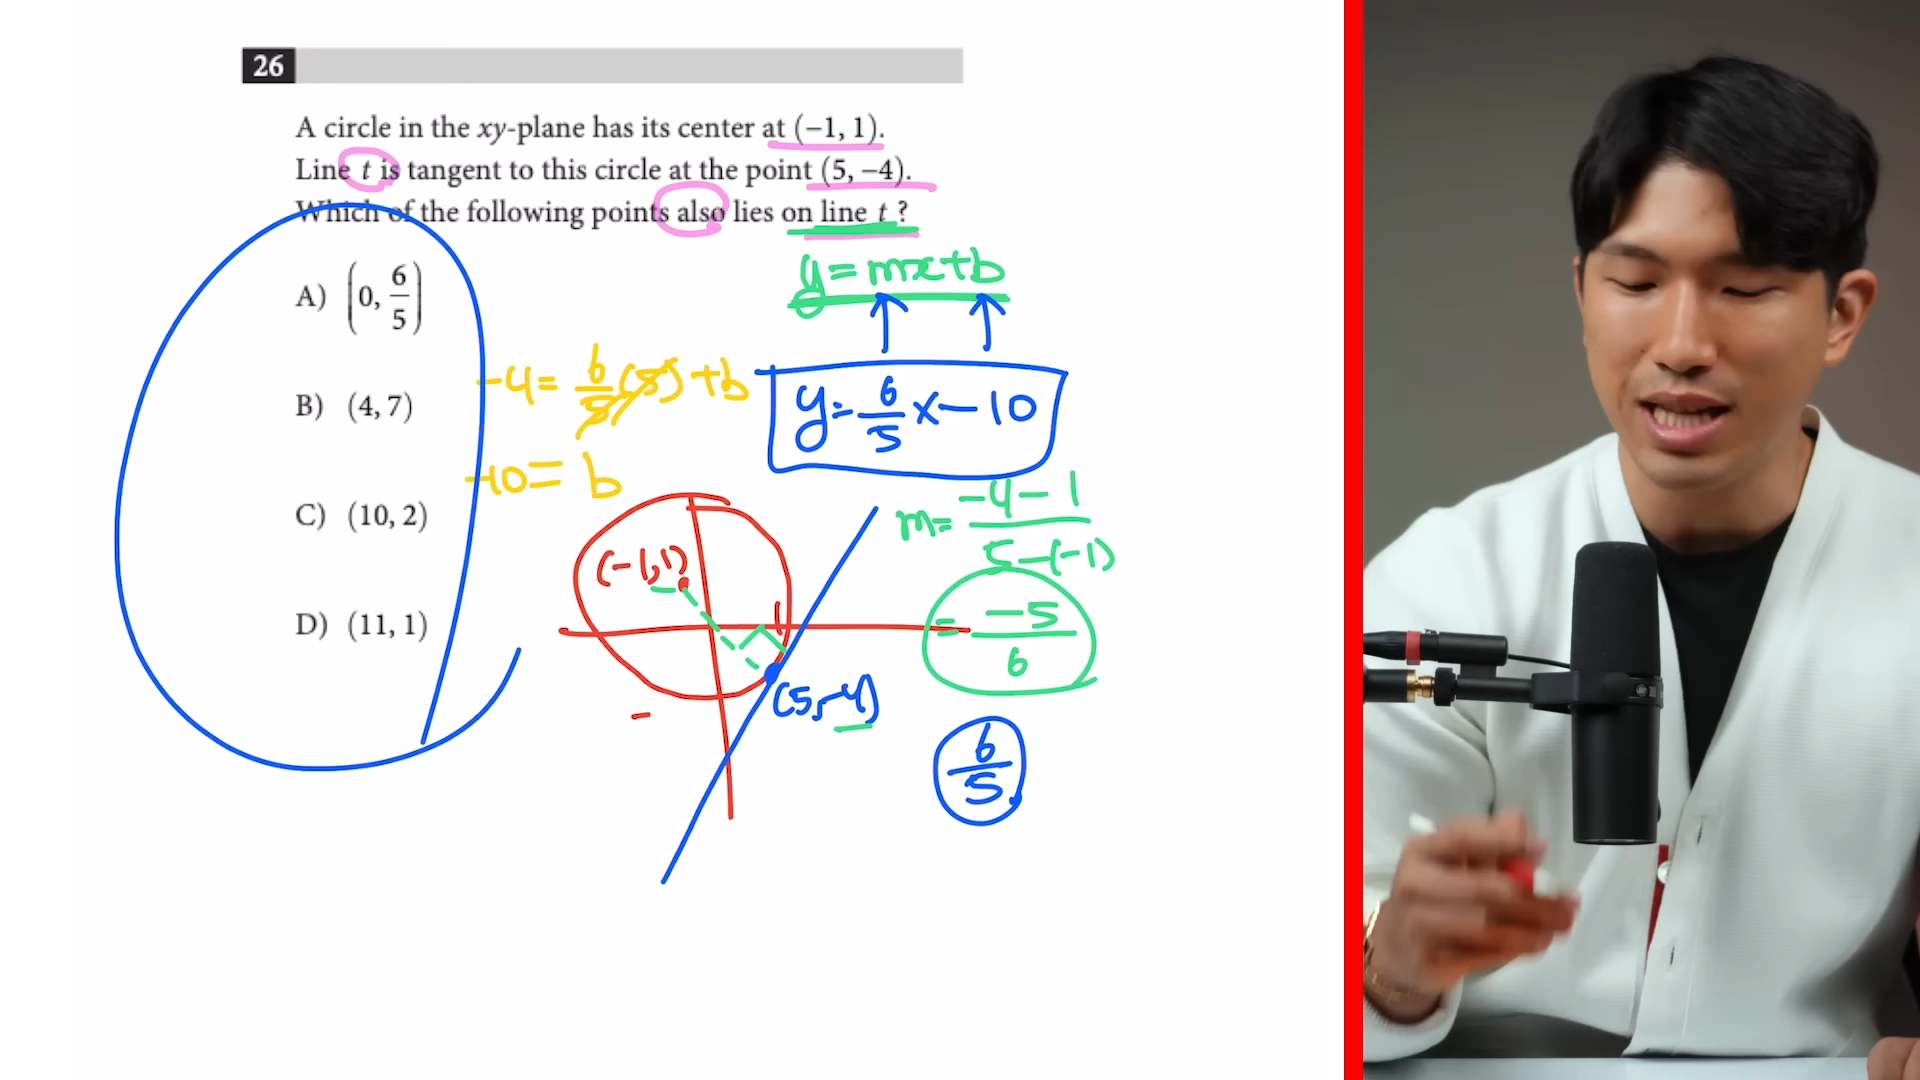 26
A circle in the xy-plane has its center at (−1, 1).
Line t is tangent to this circle at the point (5, −4).
Which of the following points also lies on line t ?
y = mx+b
A) (0, 6/5)
-4 = 6/5 (5) + b
y = 6/5 x - 10
B) (4, 7)
-10 = b
C) (10, 2)
m = -4-1 / 5-(-1)
(-1,1)
D) (11, 1)
= -5/6
(5,-4)
6/5